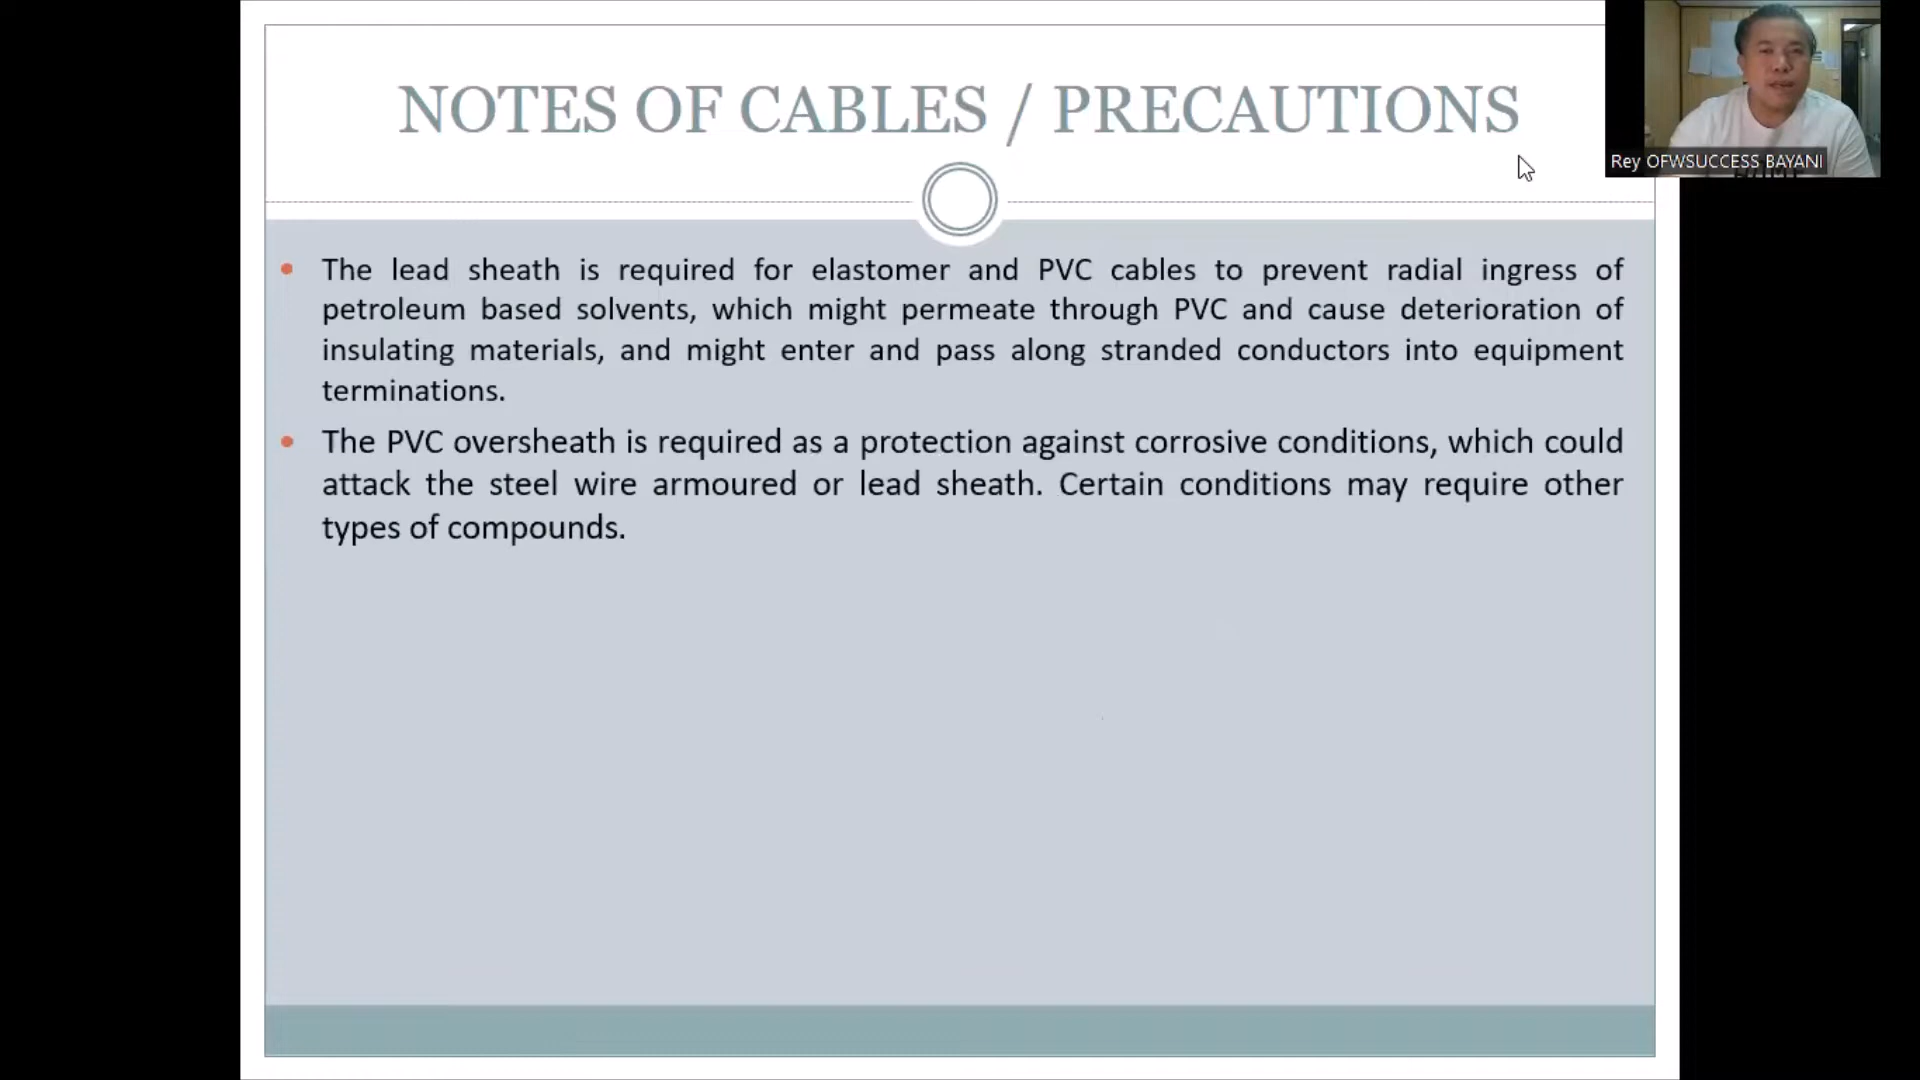 NOTES OF CABLES / PRECAUTIONS
Rey OFWSUCCESS BAYANI
• The lead sheath is required for elastomer and PVC cables to prevent radial ingress of
petroleum based solvents, which might permeate through PVC and cause deterioration of
insulating materials, and might enter and pass along stranded conductors into equipment
terminations.
• The PVC oversheath is required as a protection against corrosive conditions, which could
attack the steel wire armoured or lead sheath. Certain conditions may require other
types of compounds.